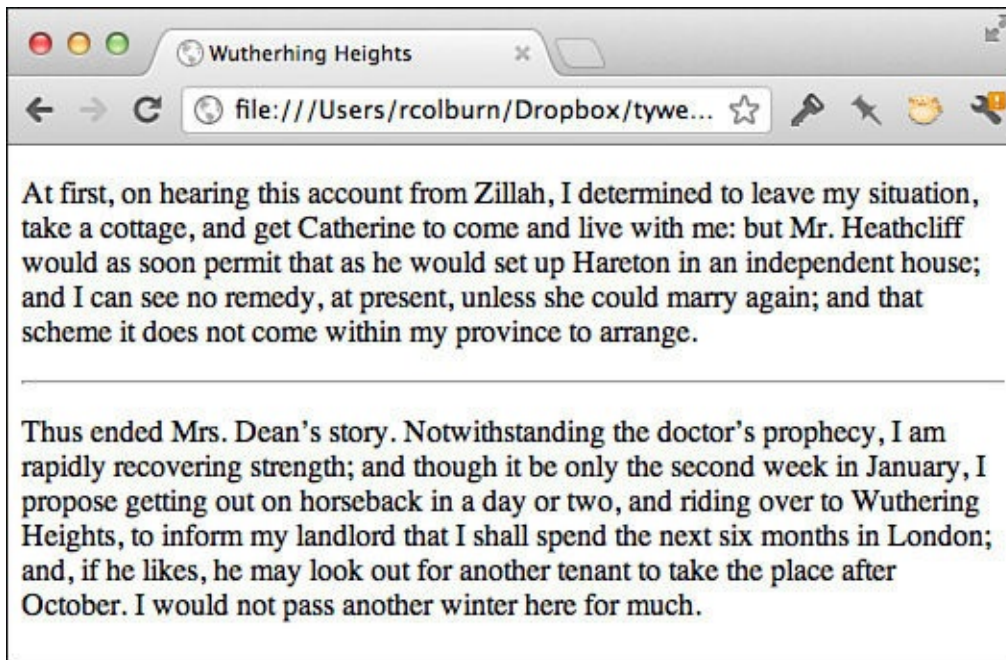 Wutherhing Heights
file:///Users/rcolburn/Dropbox/tywe...
At first, on hearing this account from Zillah, I determined to leave my situation,
take a cottage, and get Catherine to come and live with me: but Mr. Heathcliff
would as soon permit that as he would set up Hareton in an independent house;
and I can see no remedy, at present, unless she could marry again; and that
scheme it does not come within my province to arrange.
Thus ended Mrs. Dean’s story. Notwithstanding the doctor’s prophecy, I am
rapidly recovering strength; and though it be only the second week in January, I
propose getting out on horseback in a day or two, and riding over to Wuthering
Heights, to inform my landlord that I shall spend the next six months in London;
and, if he likes, he may look out for another tenant to take the place after
October. I would not pass another winter here for much.